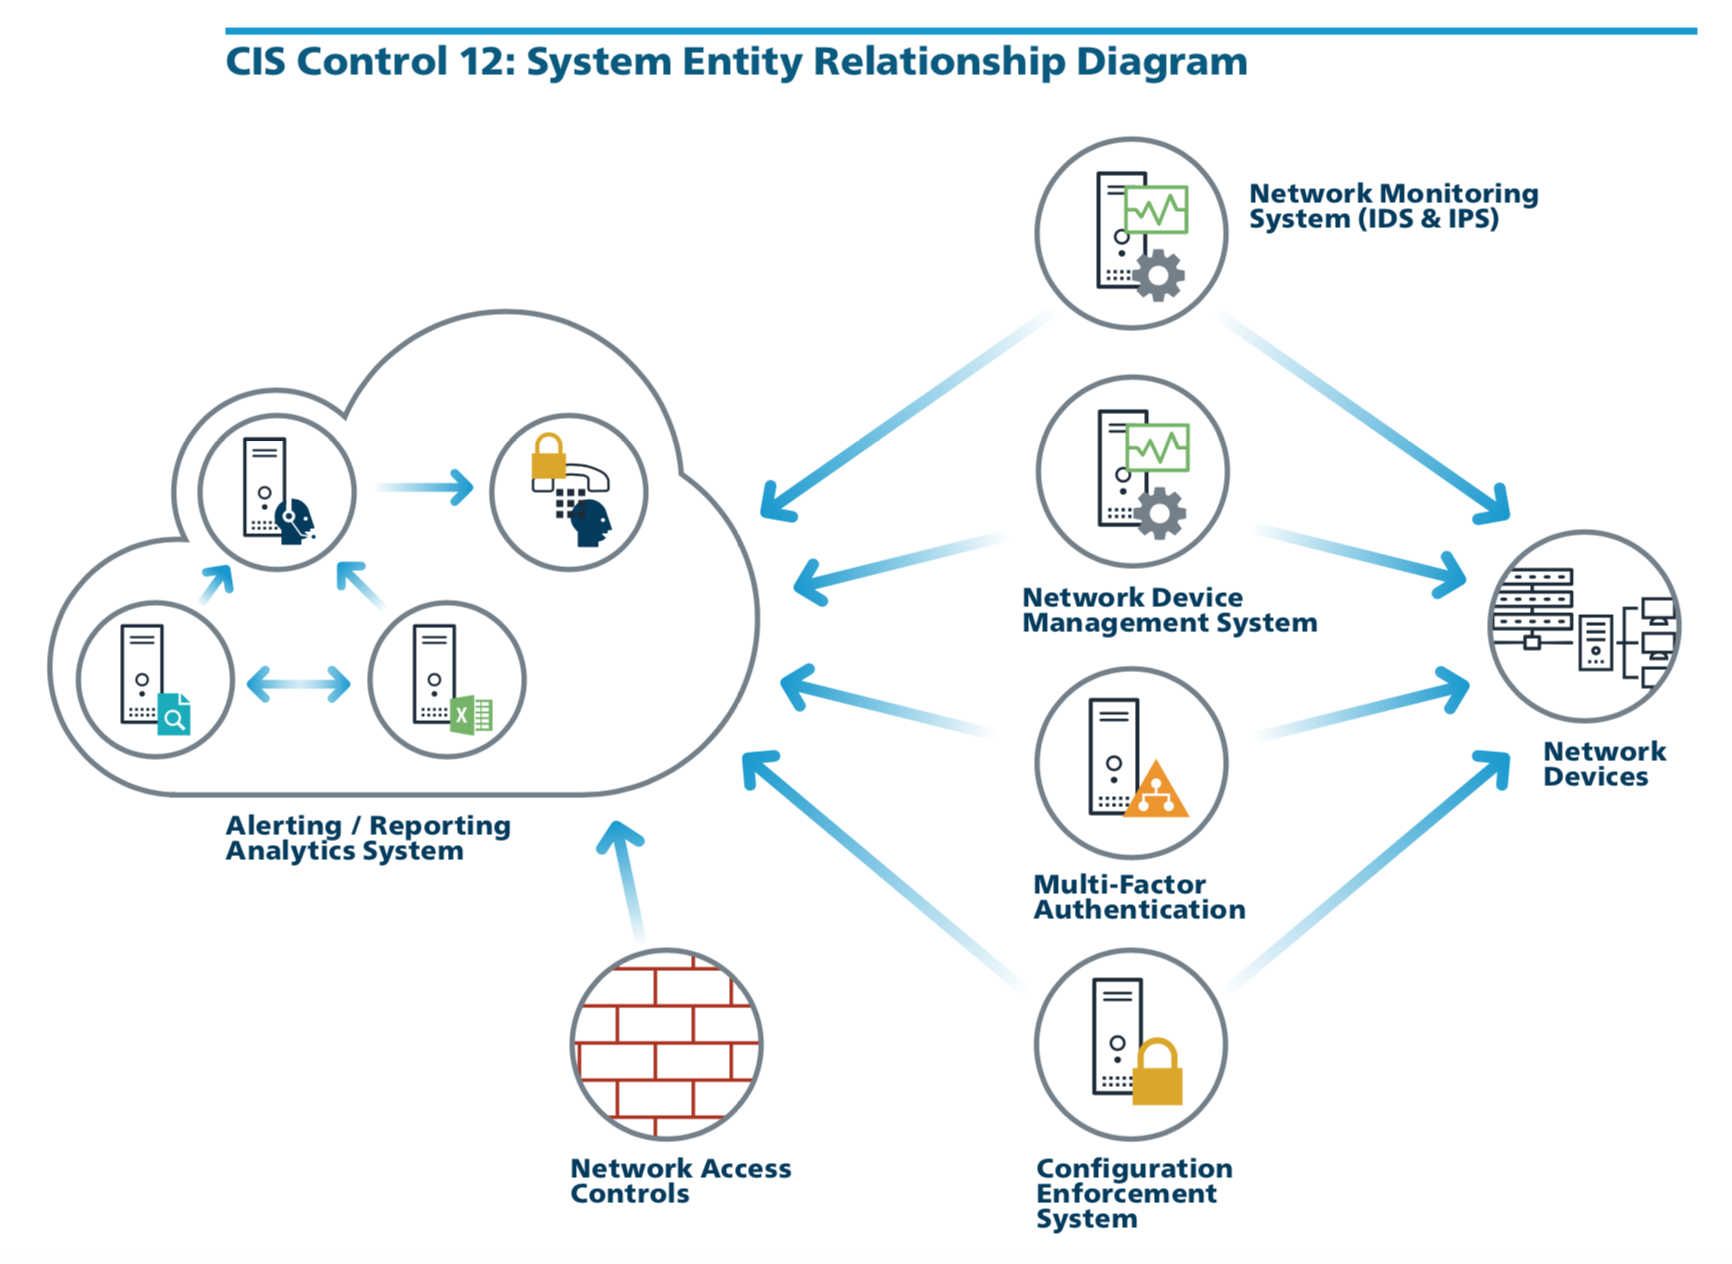 CIS Control 12: System Entity Relationship Diagram
Network Monitoring
System (IDS & IPS)
Network Device
Management System
Network
Devices
Alerting / Reporting
Analytics System
Multi-Factor
Authentication
Network Access
Controls
Configuration
Enforcement
System
X